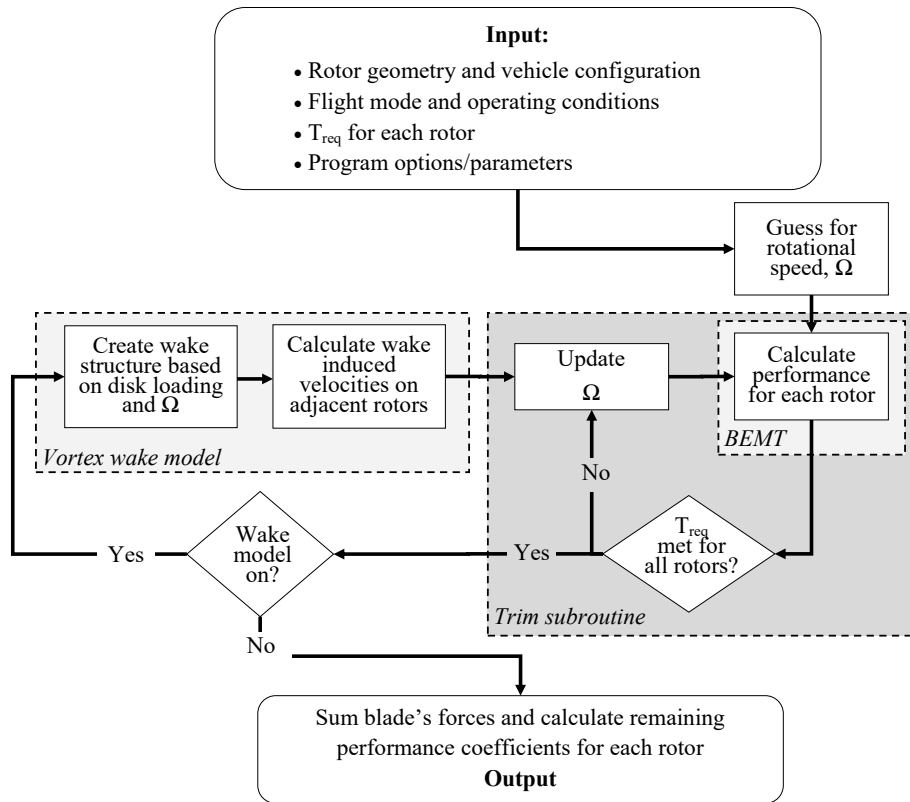 Input:
• Rotor geometry and vehicle configuration
• Flight mode and operating conditions
• T_req for each rotor
• Program options/parameters
Guess for
rotational
speed, Ω
Create wake
structure based
on disk loading
and Ω
Calculate wake
induced
velocities on
adjacent rotors
Vortex wake model
Update
Ω
Calculate
performance
for each rotor
BEMT
No
T_req
met for
all rotors?
Yes
Trim subroutine
Wake
model
on?
Yes
No
Sum blade's forces and calculate remaining
performance coefficients for each rotor
Output